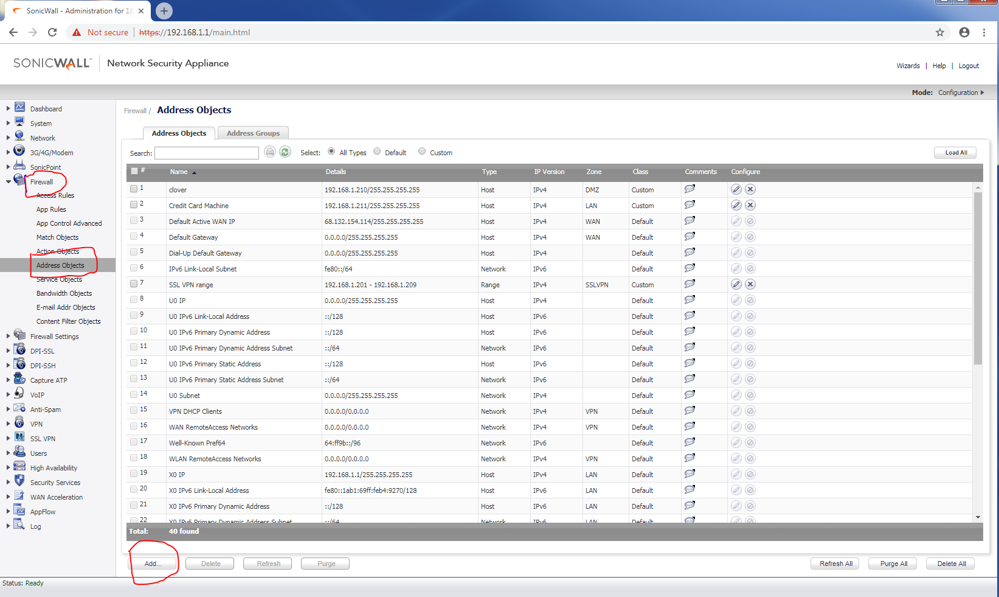 SonicWall - Administration for 18
Not secure | https://192.168.1.1/main.html
SONICWALL Network Security Appliance
Wizards | Help | Logout
Mode: Configuration
Dashboard
System
Network
3G/4G/Modem
SonicPoint
Firewall
Access Rules
App Rules
App Control Advanced
Match Objects
Action Objects
Address Objects
Service Objects
Bandwidth Objects
E-mail Addr Objects
Content Filter Objects
Firewall Settings
DPI-SSL
DPI-SSH
Capture ATP
VoIP
Anti-Spam
VPN
SSL VPN
Users
High Availability
Security Services
WAN Acceleration
AppFlow
Log
Firewall / Address Objects
Address Objects Address Groups
Search: Select: All Types Default Custom Load All
# Name Details Type IP Version Zone Class Comments Configure
1 clover 192.168.1.210/255.255.255.255 Host IPv4 DMZ Custom
2 Credit Card Machine 192.168.1.211/255.255.255.255 Host IPv4 LAN Custom
3 Default Active WAN IP 68.132.154.114/255.255.255.255 Host IPv4 WAN Default
4 Default Gateway 0.0.0.0/255.255.255.255 Host IPv4 WAN Default
5 Dial-Up Default Gateway 0.0.0.0/255.255.255.255 Host IPv4 Default
6 IPv6 Link-Local Subnet fe80::/64 Network IPv6 Default
7 SSL VPN range 192.168.1.201 - 192.168.1.209 Range IPv4 SSLVPN Custom
8 U0 IP 0.0.0.0/255.255.255.255 Host IPv4 Default
9 U0 IPv6 Link-Local Address ::/128 Host IPv6 Default
10 U0 IPv6 Primary Dynamic Address ::/128 Host IPv6 Default
11 U0 IPv6 Primary Dynamic Address Subnet ::/64 Network IPv6 Default
12 U0 IPv6 Primary Static Address ::/128 Host IPv6 Default
13 U0 IPv6 Primary Static Address Subnet ::/64 Network IPv6 Default
14 U0 Subnet 0.0.0.0/255.255.255.255 Network IPv4 Default
15 VPN DHCP Clients 0.0.0.0/0.0.0.0 Network IPv4 VPN Default
16 WAN RemoteAccess Networks 0.0.0.0/0.0.0.0 Network IPv4 VPN Default
17 Well-Known Pref64 64:ff9b::/96 Network IPv6 Default
18 WLAN RemoteAccess Networks 0.0.0.0/0.0.0.0 Network IPv4 VPN Default
19 X0 IP 192.168.1.1/255.255.255.255 Host IPv4 LAN Default
20 X0 IPv6 Link-Local Address fe80::1ab1:69ff:feb4:9270/128 Host IPv6 LAN Default
21 X0 IPv6 Primary Dynamic Address ::/128 Host IPv6 LAN Default
22 X0 IPv6 Primary Dynamic Address Subnet ::/64 Network IPv6 LAN Default
Total: 40 found
Add... Delete Refresh Purge Refresh All Purge All Delete All
Status: Ready